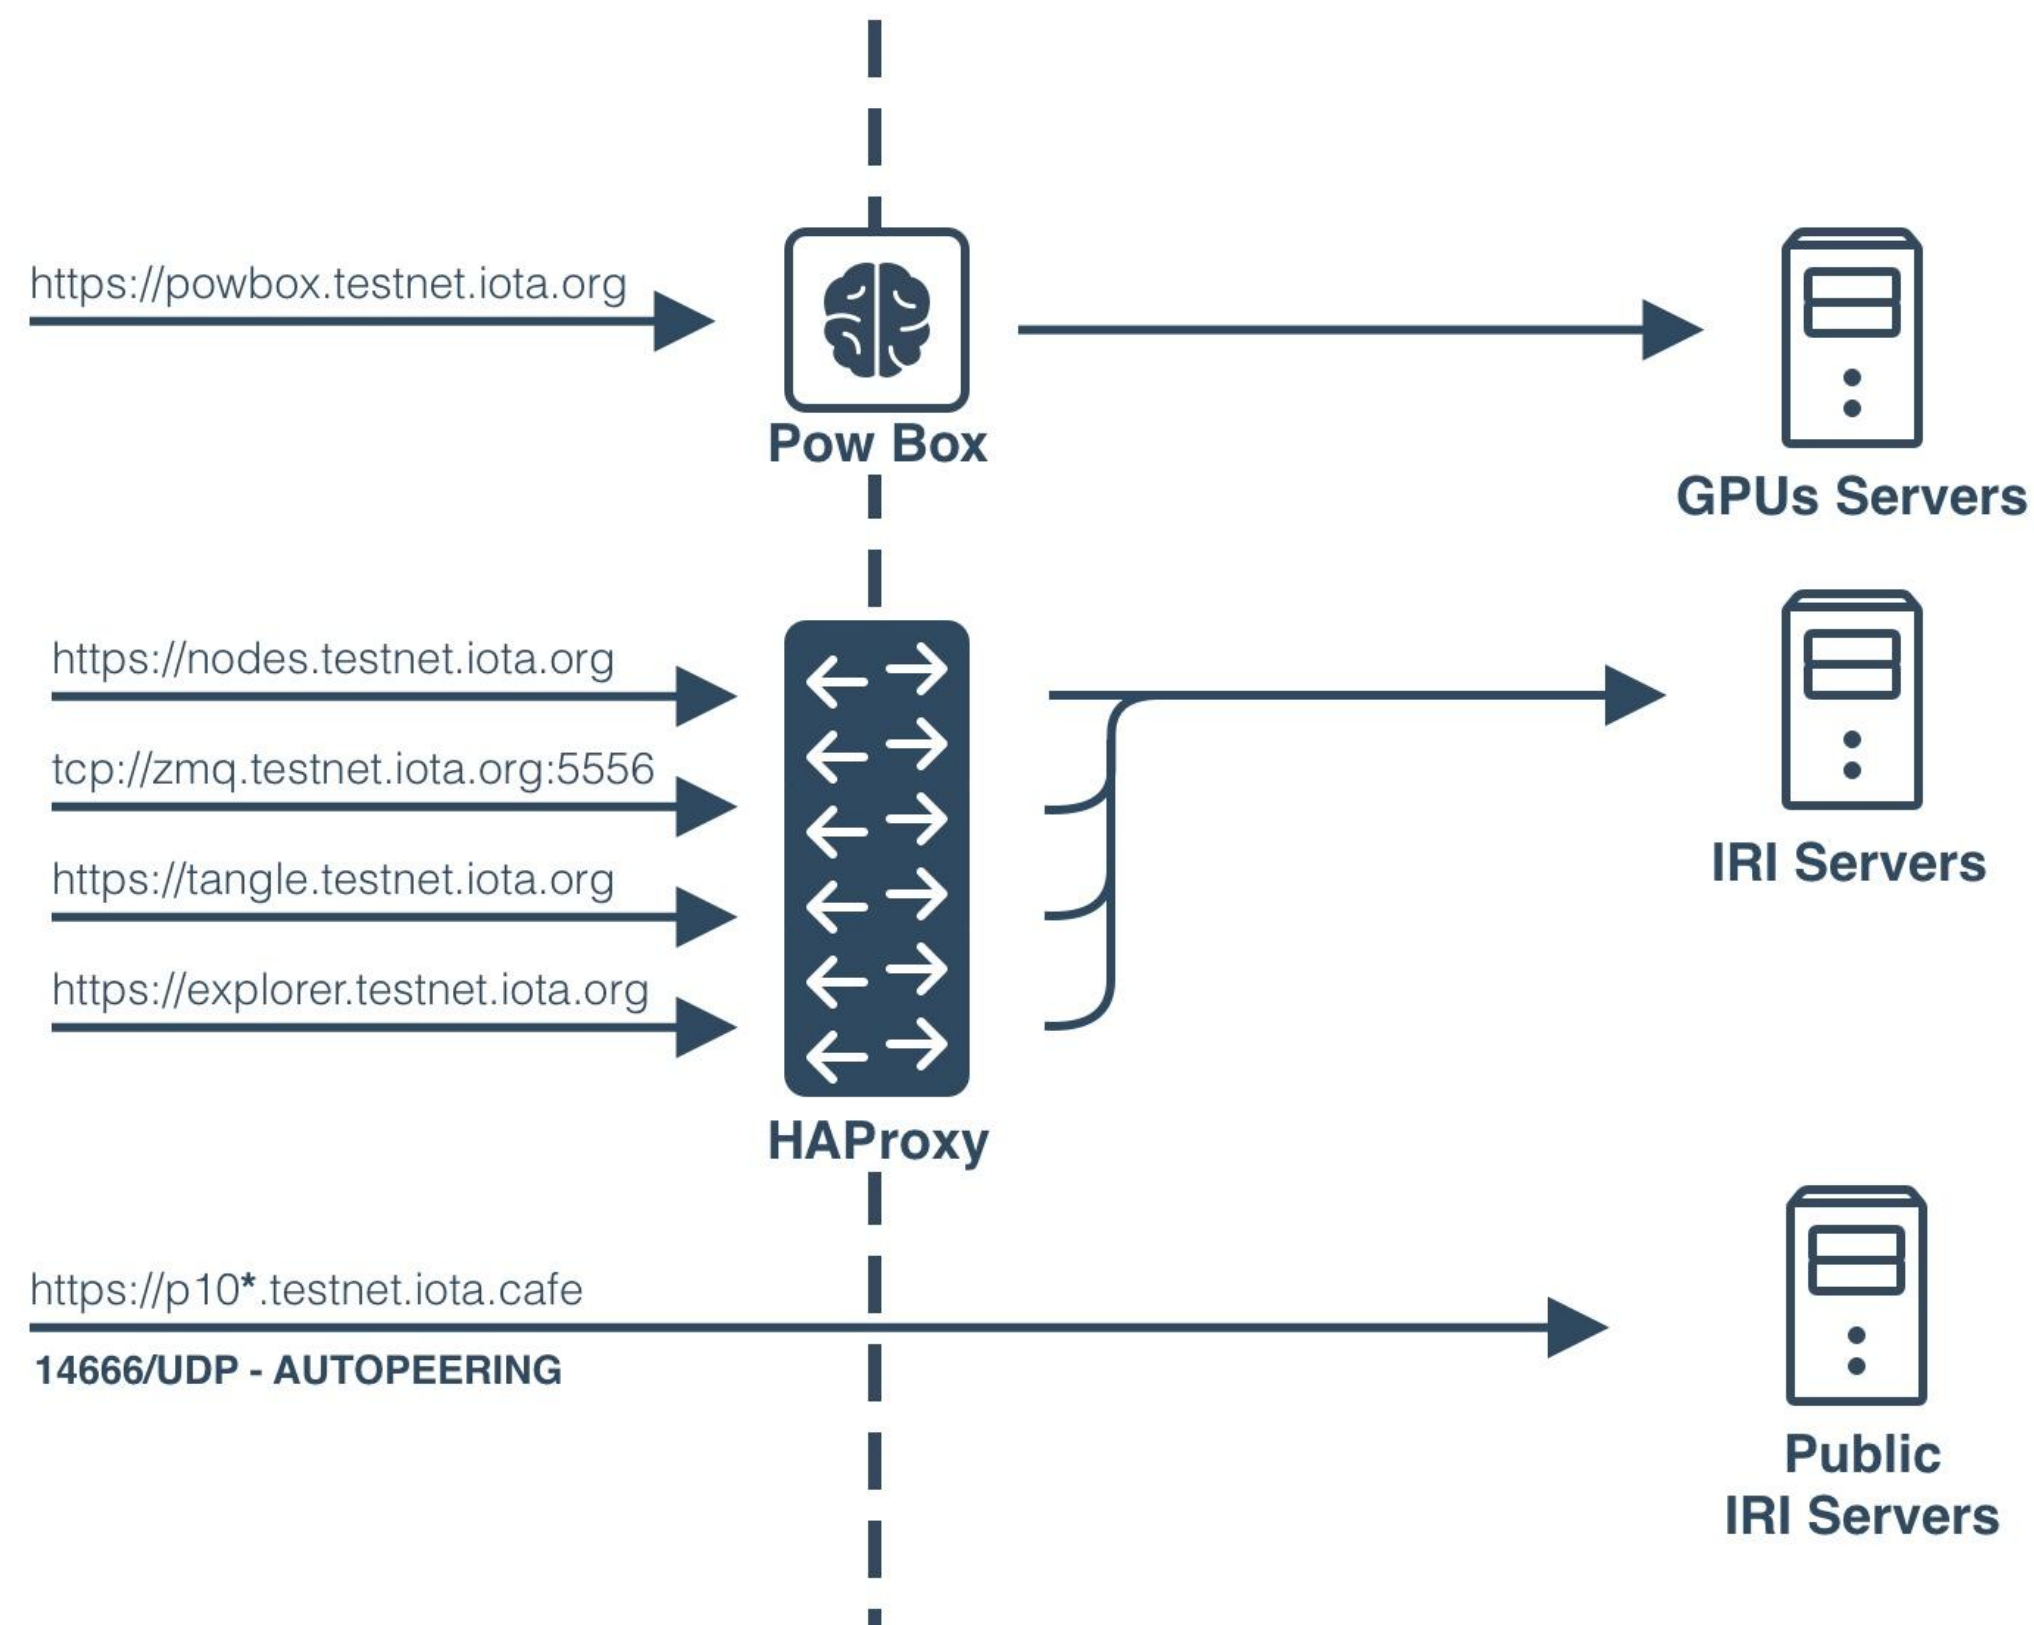 https://powbox.testnet.iota.org
Pow Box
GPUs Servers
https://nodes.testnet.iota.org
tcp://zmq.testnet.iota.org:5556
https://tangle.testnet.iota.org
https://explorer.testnet.iota.org
HAProxy
IRI Servers
https://p10*.testnet.iota.cafe
14666/UDP - AUTOPEERING
Public
IRI Servers